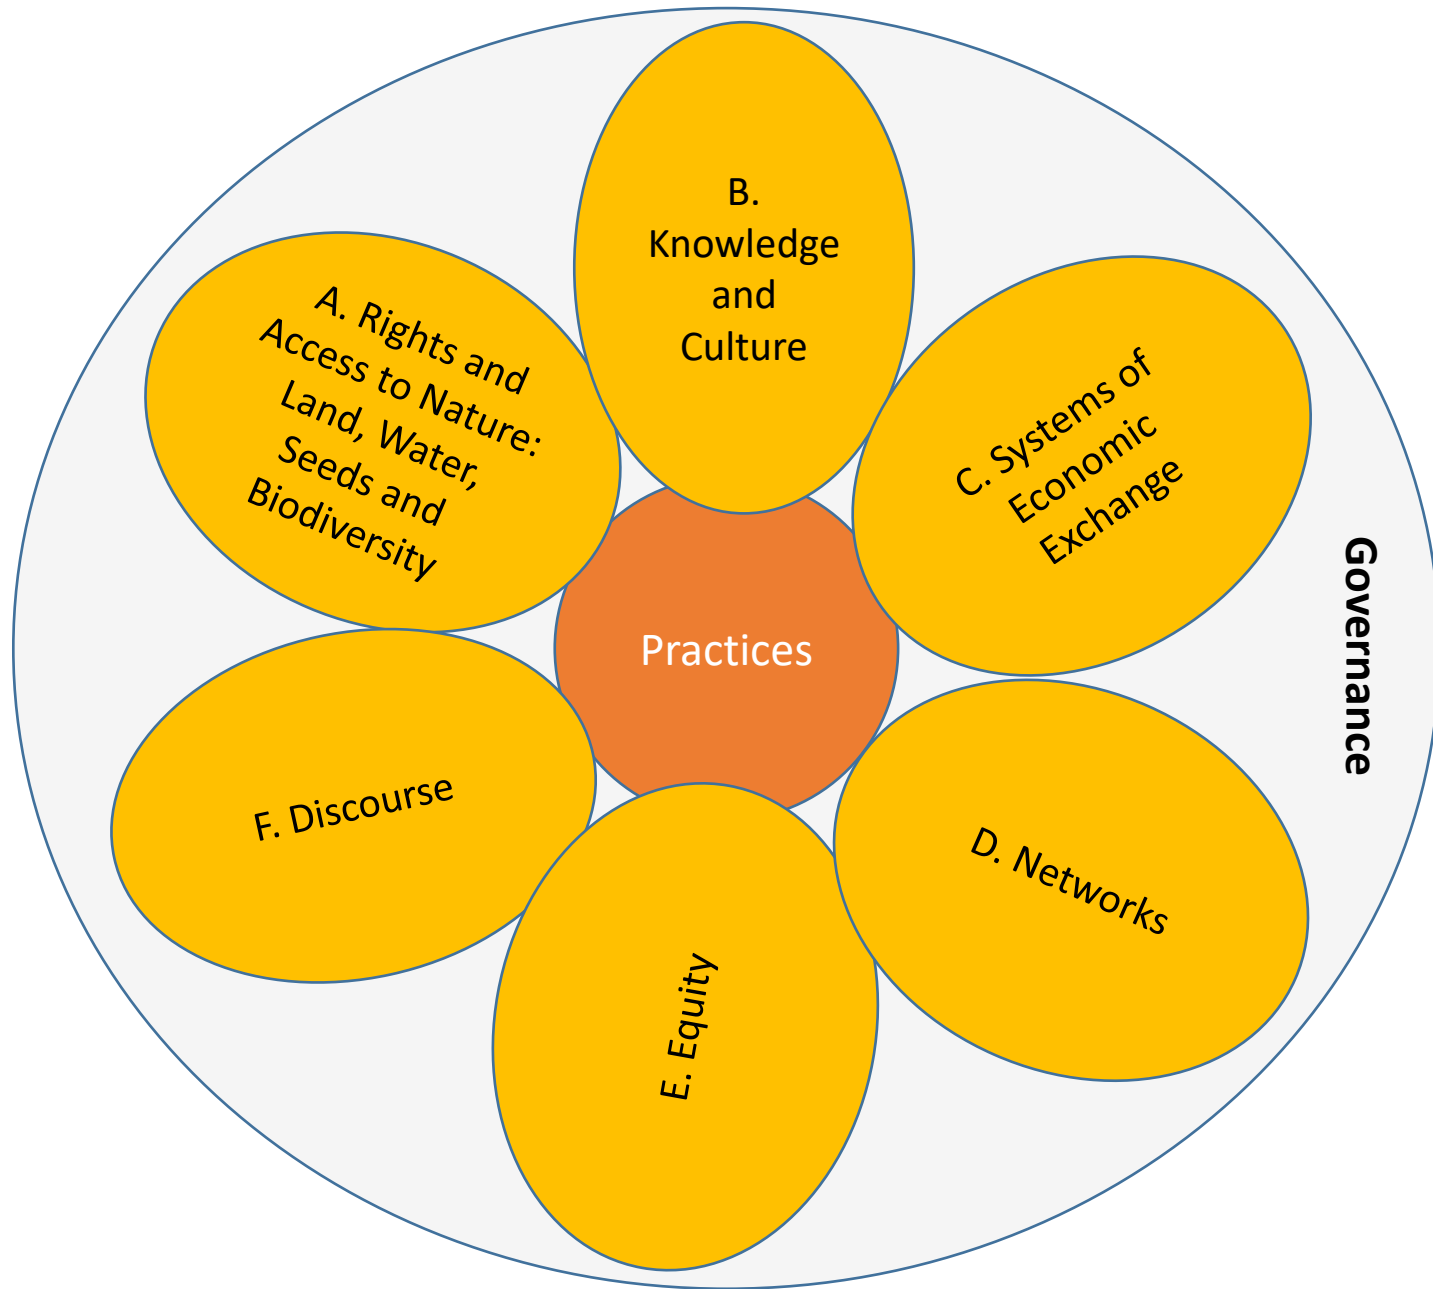 B.
Knowledge
and
Culture
A. Rights and
Access to Nature:
Land, Water,
Seeds and
Biodiversity
C. Systems of
Economic
Exchange
Governance
Practices
F. Discourse
D. Networks
E. Equity